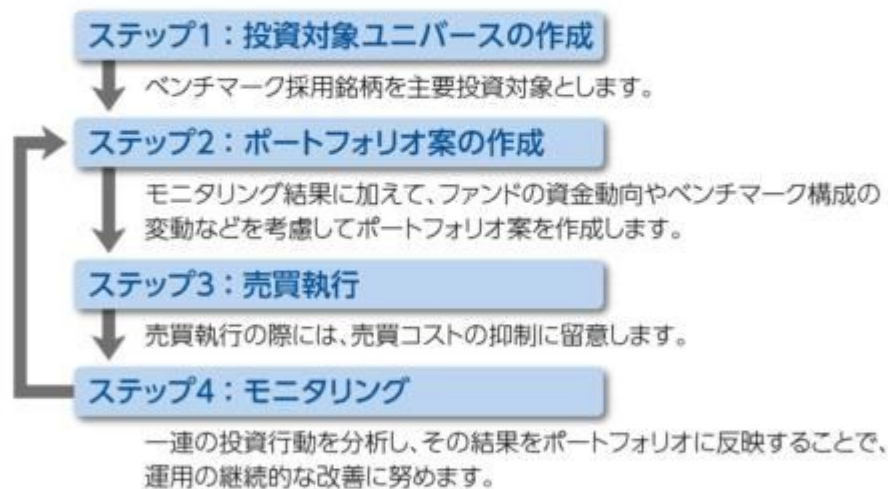 ステップ1：投資対象ユニバースの作成
ベンチマーク採用銘柄を主要投資対象とします。
ステップ2：ポートフォリオ案の作成
モニタリング結果に加えて、ファンドの資金動向やベンチマーク構成の
変動などを考慮してポートフォリオ案を作成します。
ステップ3：売買執行
売買執行の際には、売買コストの抑制に留意します。
ステップ4：モニタリング
一連の投資行動を分析し、その結果をポートフォリオに反映することで、
運用の継続的な改善に努めます。